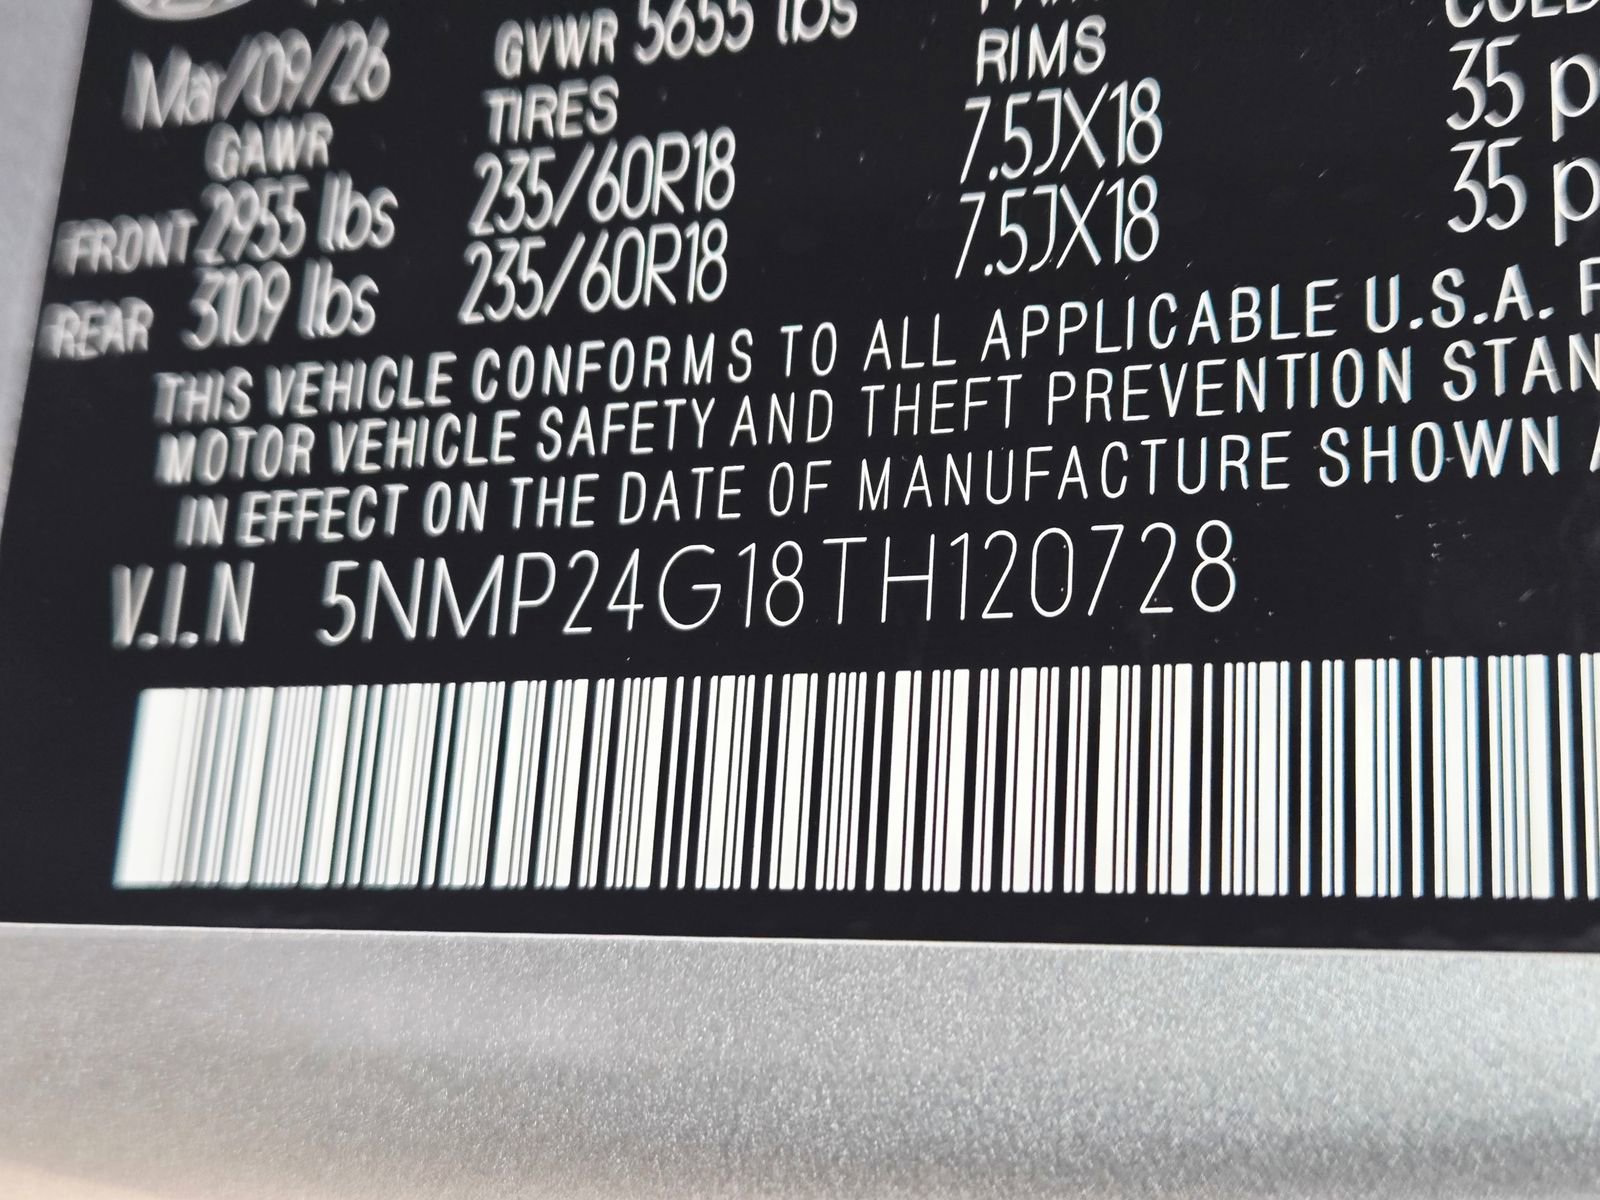 Mar/09/26 GVWR 5655 lbs
GAWR TIRES RIMS
FRONT 2955 lbs 235/60R18 7.5JX18 35 p
REAR 3109 lbs 235/60R18 7.5JX18 35 p
THIS VEHICLE CONFORMS TO ALL APPLICABLE U.S.A. F
MOTOR VEHICLE SAFETY AND THEFT PREVENTION STAN
IN EFFECT ON THE DATE OF MANUFACTURE SHOWN A
V.I.N 5NMP24G18TH120728